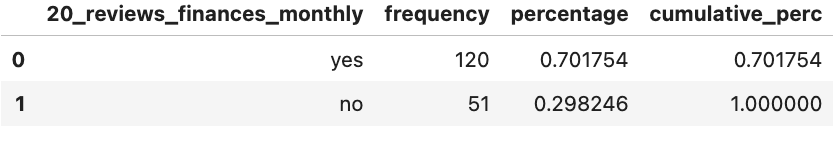 20_reviews_finances_monthly frequency percentage cumulative_perc
0 yes 120 0.701754 0.701754
1 no 51 0.298246 1.000000